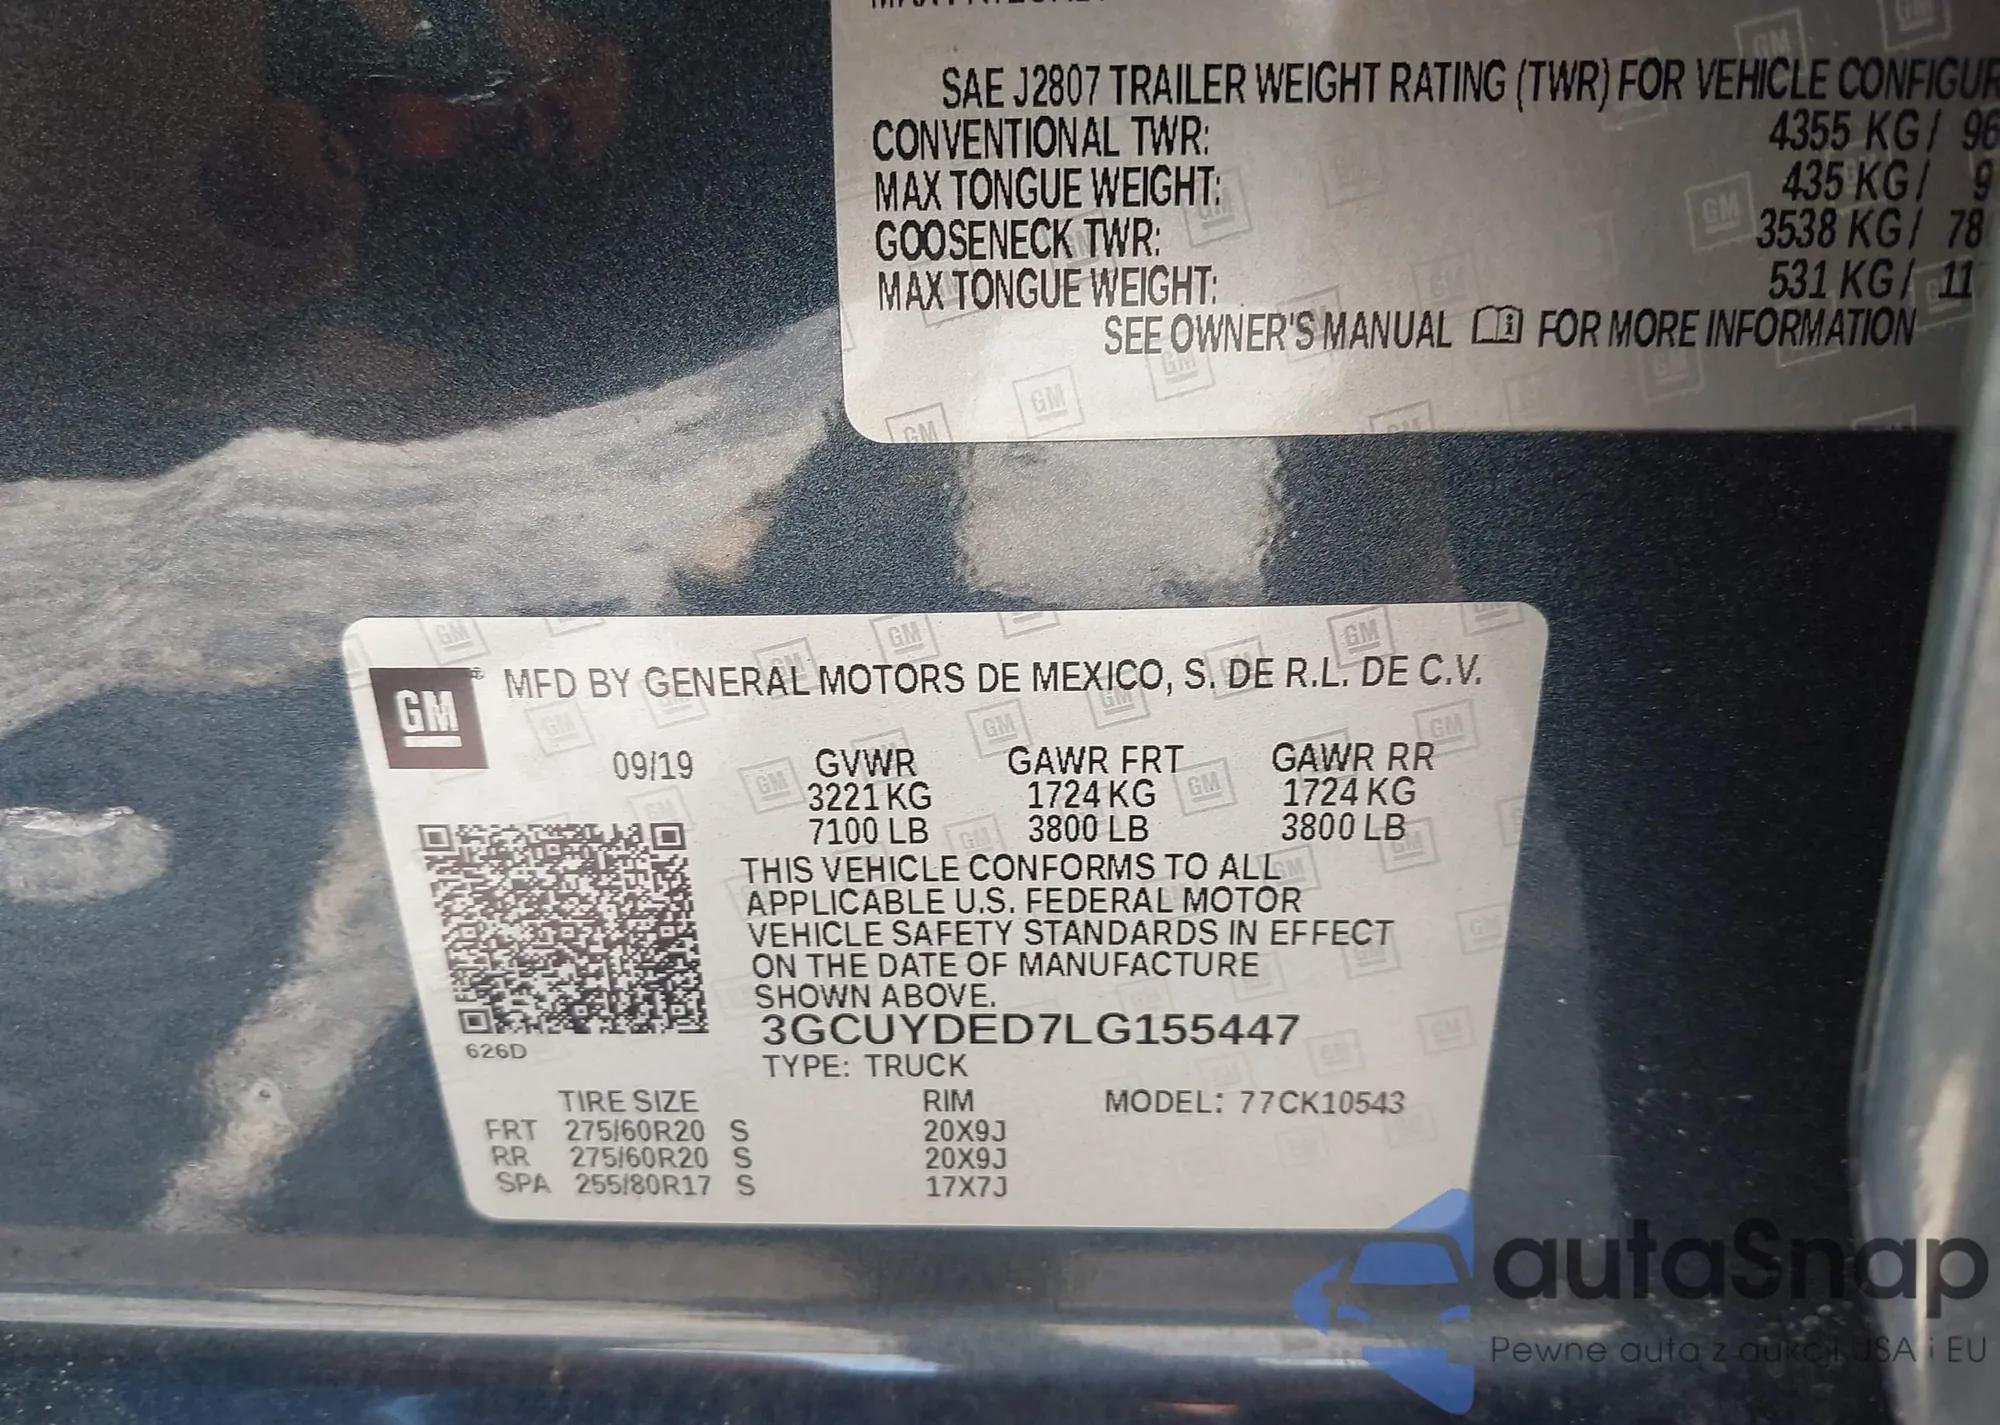 SAE J2807 TRAILER WEIGHT RATING (TWR) FOR VEHICLE CONFIGUR
CONVENTIONAL TWR: 4355 KG/ 96
MAX TONGUE WEIGHT: 435 KG/ 9
GOOSENECK TWR: 3538 KG/ 78
MAX TONGUE WEIGHT: 531 KG/ 11
SEE OWNER'S MANUAL FOR MORE INFORMATION
GM® MFD BY GENERAL MOTORS DE MEXICO, S. DE R.L. DE C.V.
09/19 GVWR GAWR FRT GAWR RR
3221 KG 1724 KG 1724 KG
7100 LB 3800 LB 3800 LB
THIS VEHICLE CONFORMS TO ALL
APPLICABLE U.S. FEDERAL MOTOR
VEHICLE SAFETY STANDARDS IN EFFECT
ON THE DATE OF MANUFACTURE
SHOWN ABOVE.
3GCUYDED7LG155447
626D
TYPE: TRUCK
TIRE SIZE RIM MODEL: 77CK10543
FRT 275/60R20 S 20X9J
RR 275/60R20 S 20X9J
SPA 255/80R17 S 17X7J
autaSnap
Pewne auta z aukcji USA i EU